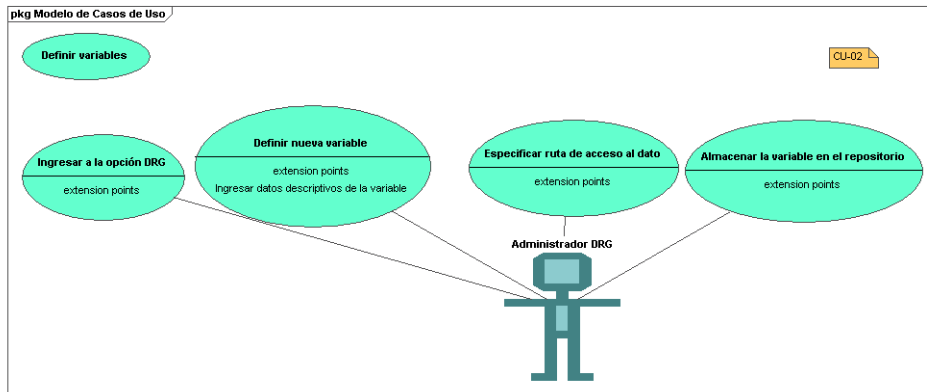 pkg Modelo de Casos de Uso
Definir variables
CU-02
Ingresar a la opción DRG
extension points
Definir nueva variable
extension points
Ingresar datos descriptivos de la variable
Especificar ruta de acceso al dato
extension points
Almacenar la variable en el repositorio
extension points
Administrador DRG